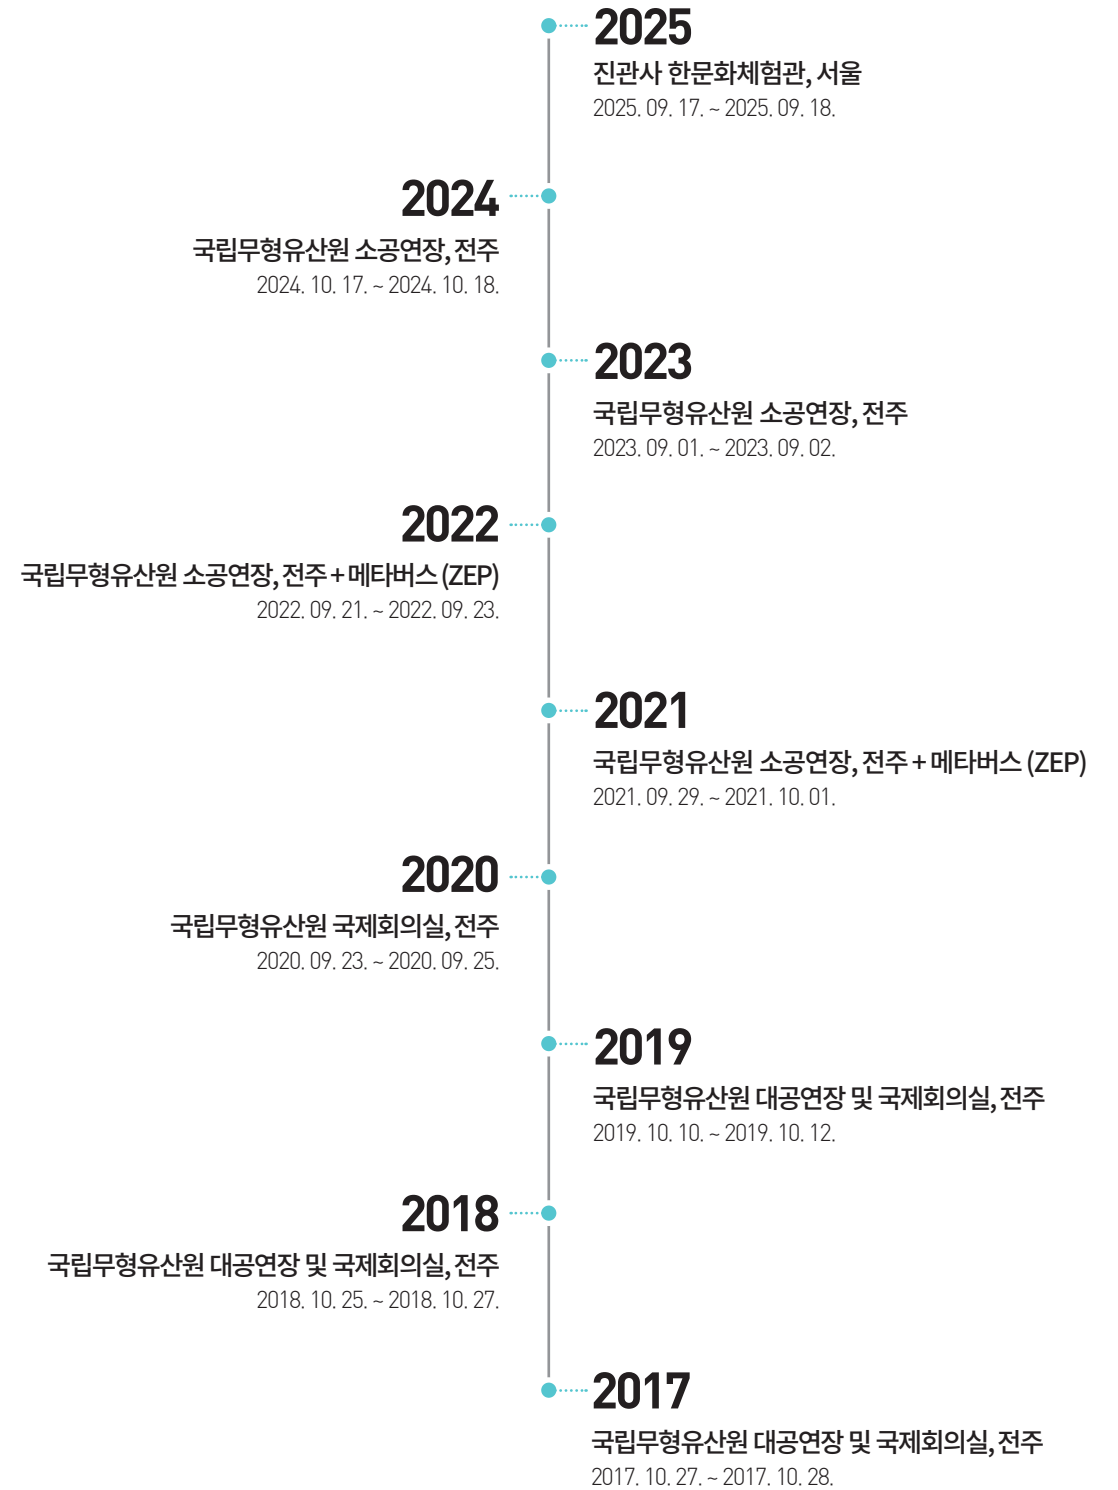 2025
진관사 한문화체험관, 서울
2025. 09. 17. ~ 2025. 09. 18.
2024
국립무형유산원 소공연장, 전주
2024. 10. 17. ~ 2024. 10. 18.
2023
국립무형유산원 소공연장, 전주
2023. 09. 01. ~ 2023. 09. 02.
2022
국립무형유산원 소공연장, 전주 + 메타버스 (ZEP)
2022. 09. 21. ~ 2022. 09. 23.
2021
국립무형유산원 소공연장, 전주 + 메타버스 (ZEP)
2021. 09. 29. ~ 2021. 10. 01.
2020
국립무형유산원 국제회의실, 전주
2020. 09. 23. ~ 2020. 09. 25.
2019
국립무형유산원 대공연장 및 국제회의실, 전주
2019. 10. 10. ~ 2019. 10. 12.
2018
국립무형유산원 대공연장 및 국제회의실, 전주
2018. 10. 25. ~ 2018. 10. 27.
2017
국립무형유산원 대공연장 및 국제회의실, 전주
2017. 10. 27. ~ 2017. 10. 28.